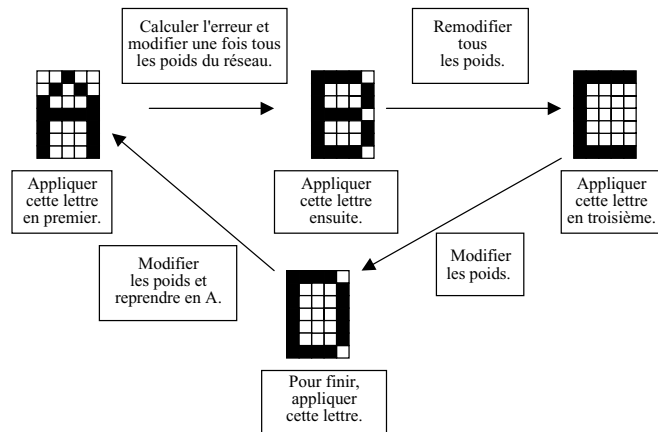 Calculer l'erreur et
modifier une fois tous
les poids du réseau.
Remodifier
tous
les poids.
Appliquer
cette lettre
en premier.
Appliquer
cette lettre
ensuite.
Appliquer
cette lettre
en troisième.
Modifier
les poids et
reprendre en A.
Modifier
les poids.
Pour finir,
appliquer
cette lettre.